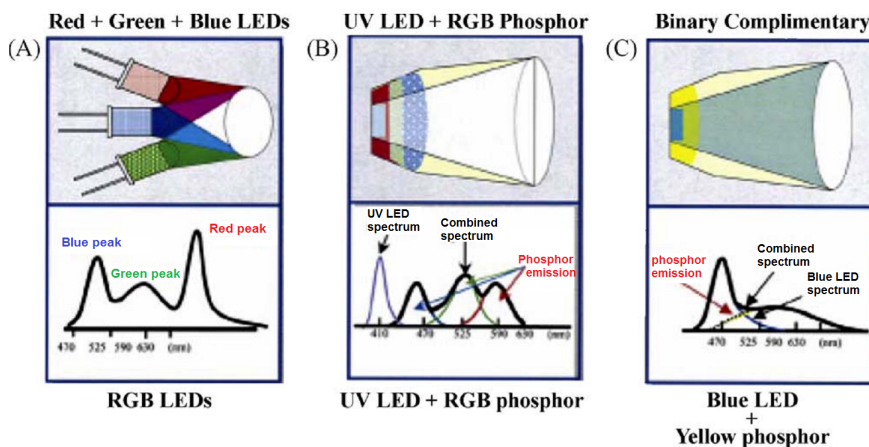 Red + Green + Blue LEDs
(A)
Blue peak
Green peak
Red peak
470 525 590 630 (nm)
RGB LEDs
UV LED + RGB Phosphor
(B)
UV LED
spectrum
Combined
spectrum
Phosphor
emission
410 470 525 590 630
UV LED + RGB phosphor
Binary Complimentary
(C)
phosphor
emission
Combined
spectrum
Blue LED
spectrum
470 525 590 630 (nm)
Blue LED
+
Yellow phosphor